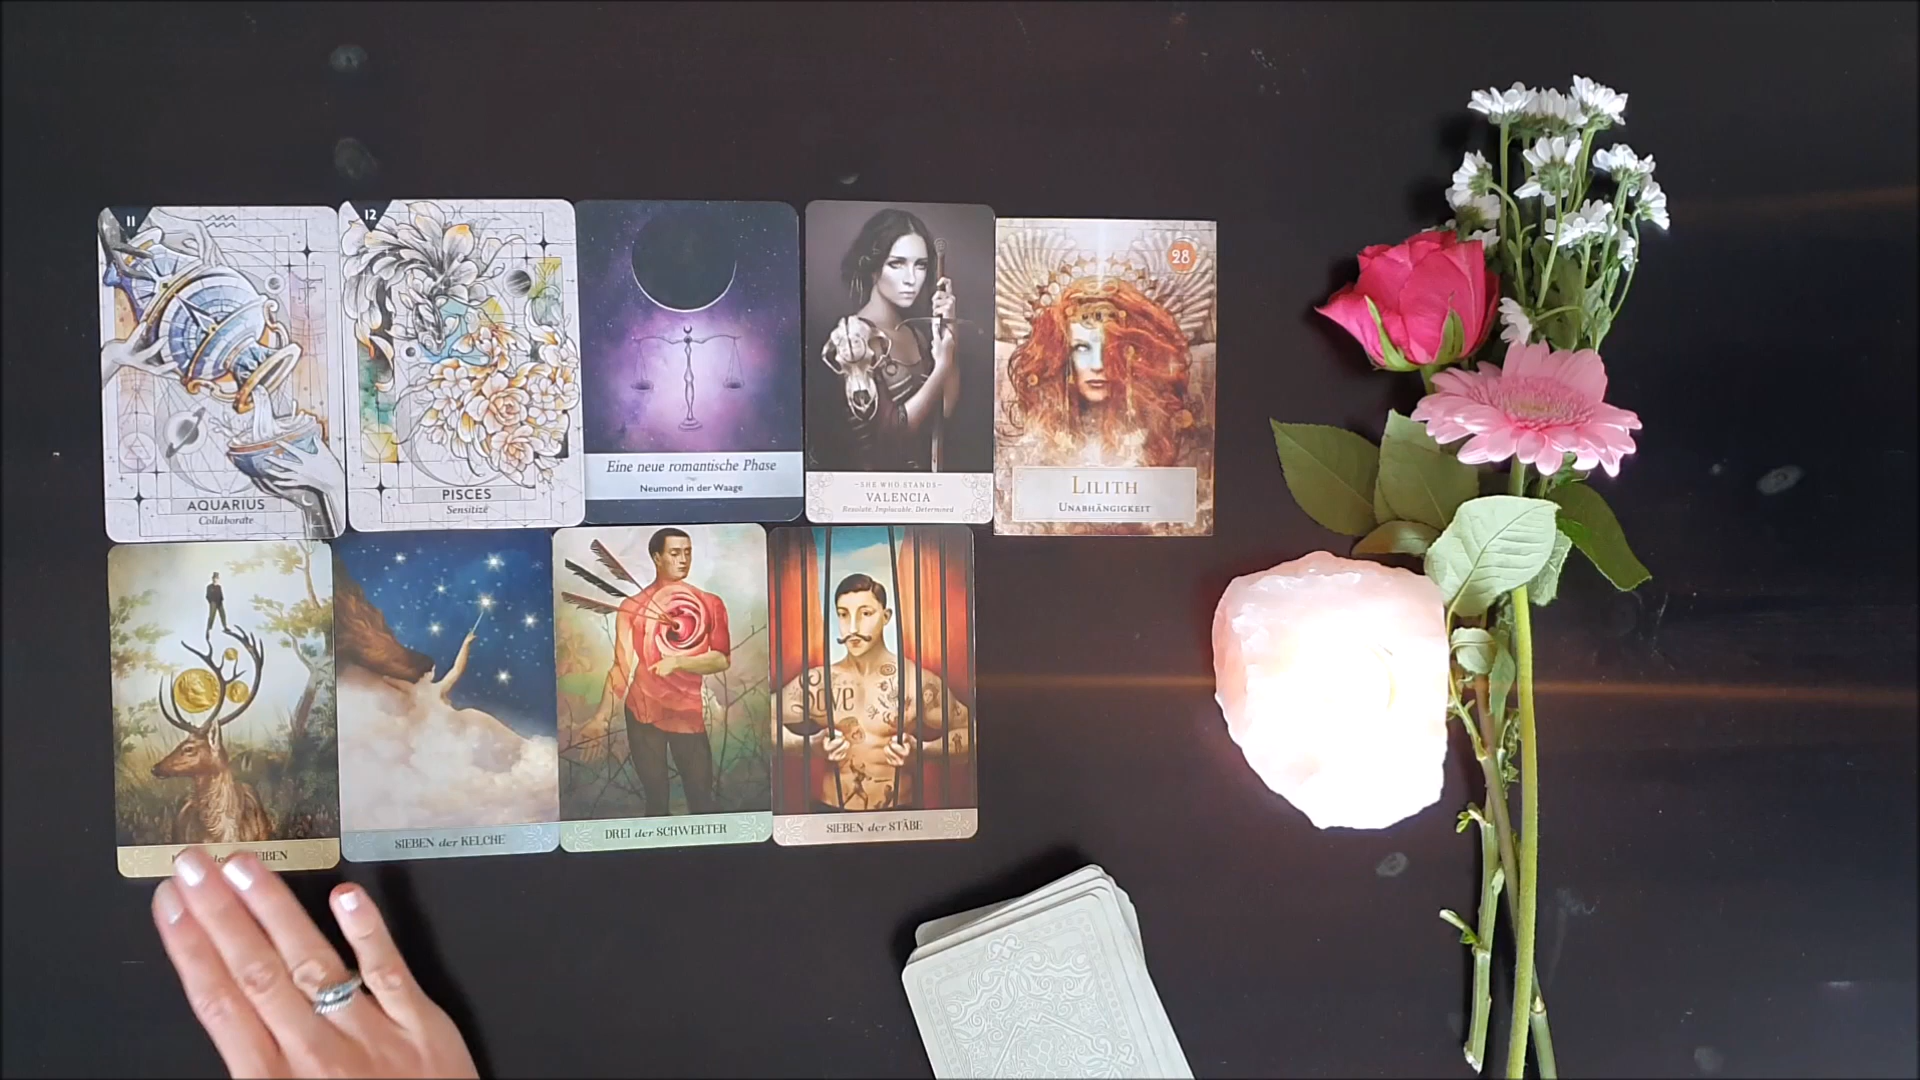 11
AQUARIUS
Collaborate
12
PISCES
Sensitize
Eine neue romantische Phase
Neumond in der Waage
~SHE WHO STANDS~
VALENCIA
Resolute, Implacable, Determined
28
LILITH
UNABHÄNGIGKEIT
SIEBEN der KELCHE
DREI der SCHWERTER
Love
SIEBEN der STÄBE